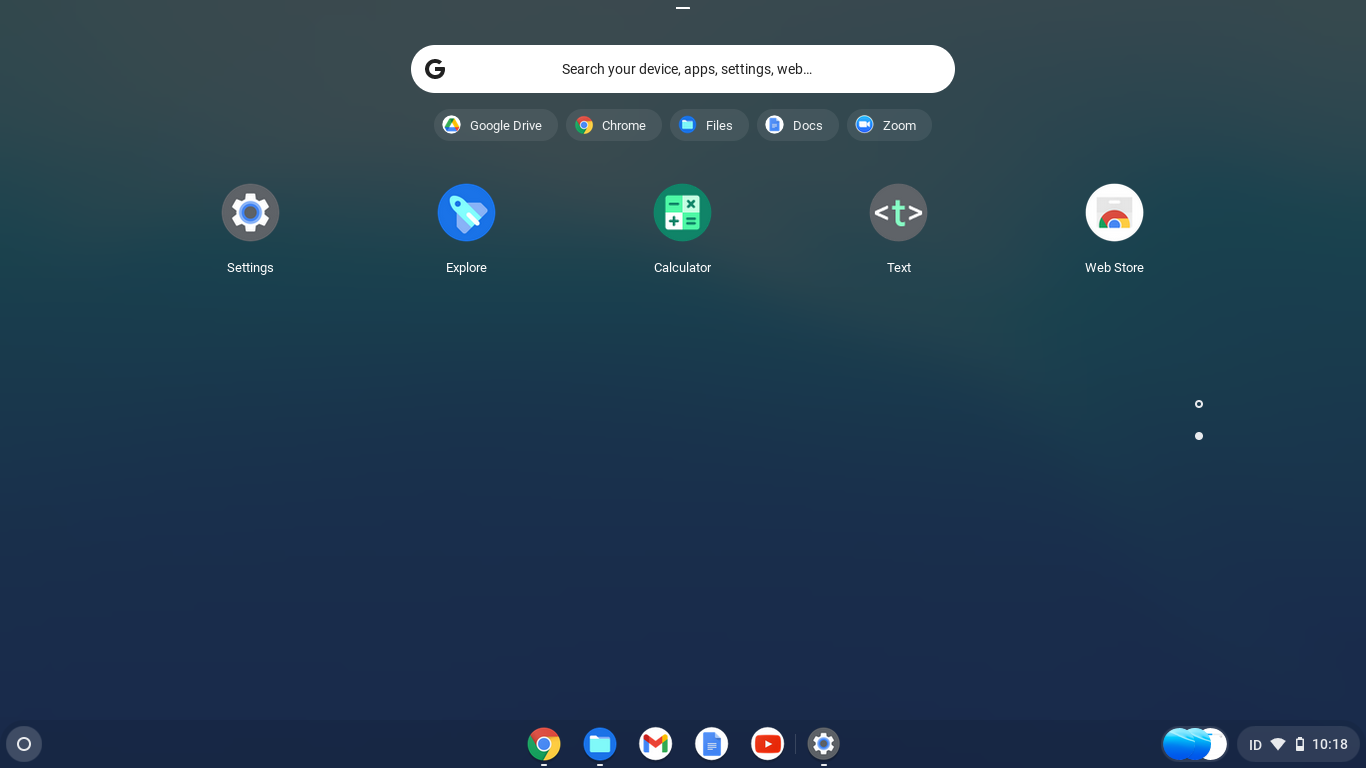 Search your device, apps, settings, web...
Google Drive
Chrome
Files
Docs
Zoom
Settings
Explore
Calculator
<t>
Text
Web Store
ID
10:18